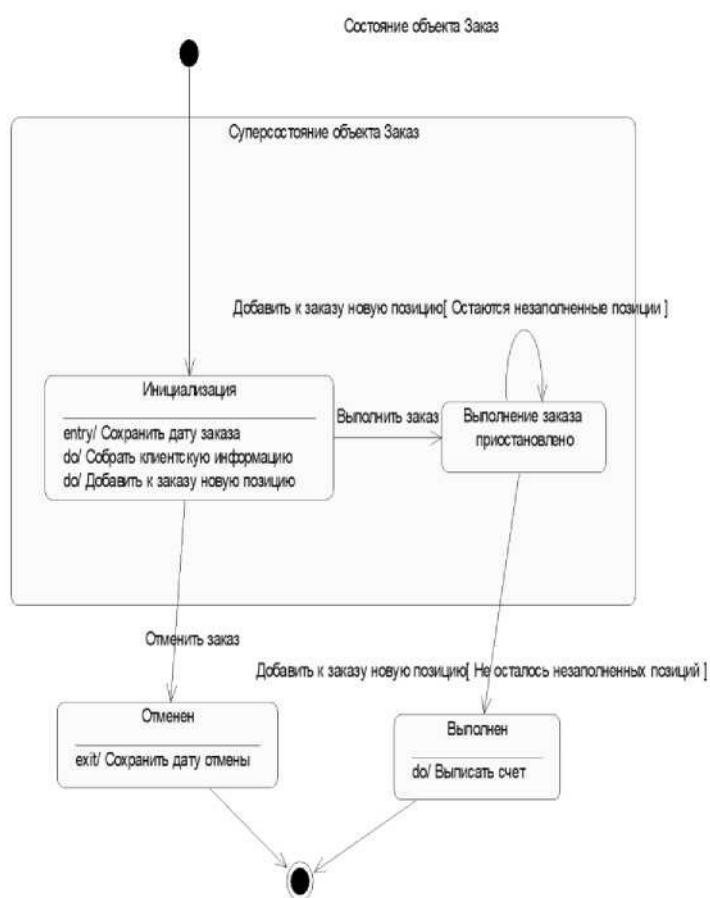 Состояние объекта Заказ
Суперсостояние объекта Заказ
Добавить к заказу новую позицию[ Остаются незаполненные позиции ]
Инициализация
entry/ Сохранить дату заказа
do/ Собрать клиентскую информацию
do/ Добавить к заказу новую позицию
Выполнить заказ
Выполнение заказа
приостановлено
Отменить заказ
Добавить к заказу новую позицию[ Не осталось незаполненных позиций ]
Отменен
exit/ Сохранить дату отмены
Выполнен
do/ Выписать счет